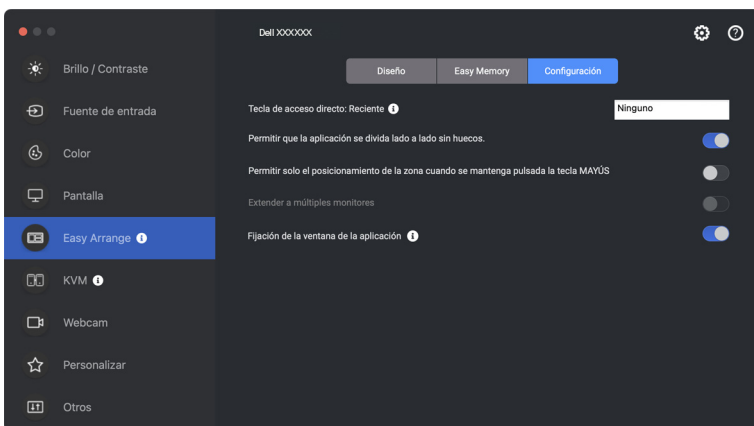 Dell XXXXXX
Brillo / Contraste
Fuente de entrada
Color
Pantalla
Easy Arrange
KVM
Webcam
Personalizar
Otros
Diseño
Easy Memory
Configuración
Tecla de acceso directo: Reciente
Ninguno
Permitir que la aplicación se divida lado a lado sin huecos.
Permitir solo el posicionamiento de la zona cuando se mantenga pulsada la tecla MAYÚS
Extender a múltiples monitores
Fijación de la ventana de la aplicación